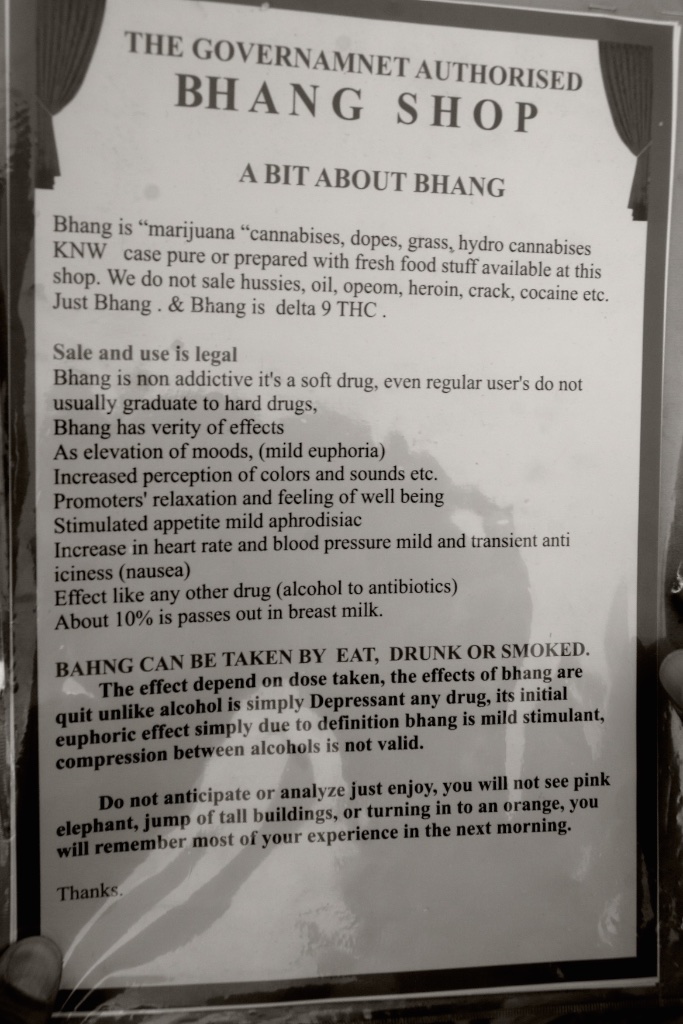 THE GOVERNAMNET AUTHORISED
BHANG SHOP
A BIT ABOUT BHANG
Bhang is “marijuana “cannabises, dopes, grass, hydro cannabises
KNW case pure or prepared with fresh food stuff available at this
shop. We do not sale hussies, oil, opeom, heroin, crack, cocaine etc.
Just Bhang . & Bhang is delta 9 THC .
Sale and use is legal
Bhang is non addictive it's a soft drug, even regular user's do not
usually graduate to hard drugs,
Bhang has verity of effects
As elevation of moods, (mild euphoria)
Increased perception of colors and sounds etc.
Promoters' relaxation and feeling of well being
Stimulated appetite mild aphrodisiac
Increase in heart rate and blood pressure mild and transient anti
iciness (nausea)
Effect like any other drug (alcohol to antibiotics)
About 10% is passes out in breast milk.
BAHNG CAN BE TAKEN BY EAT, DRUNK OR SMOKED.
The effect depend on dose taken, the effects of bhang are
quit unlike alcohol is simply Depressant any drug, its initial
euphoric effect simply due to definition bhang is mild stimulant,
compression between alcohols is not valid.
Do not anticipate or analyze just enjoy, you will not see pink
elephant, jump of tall buildings, or turning in to an orange, you
will remember most of your experience in the next morning.
Thanks.